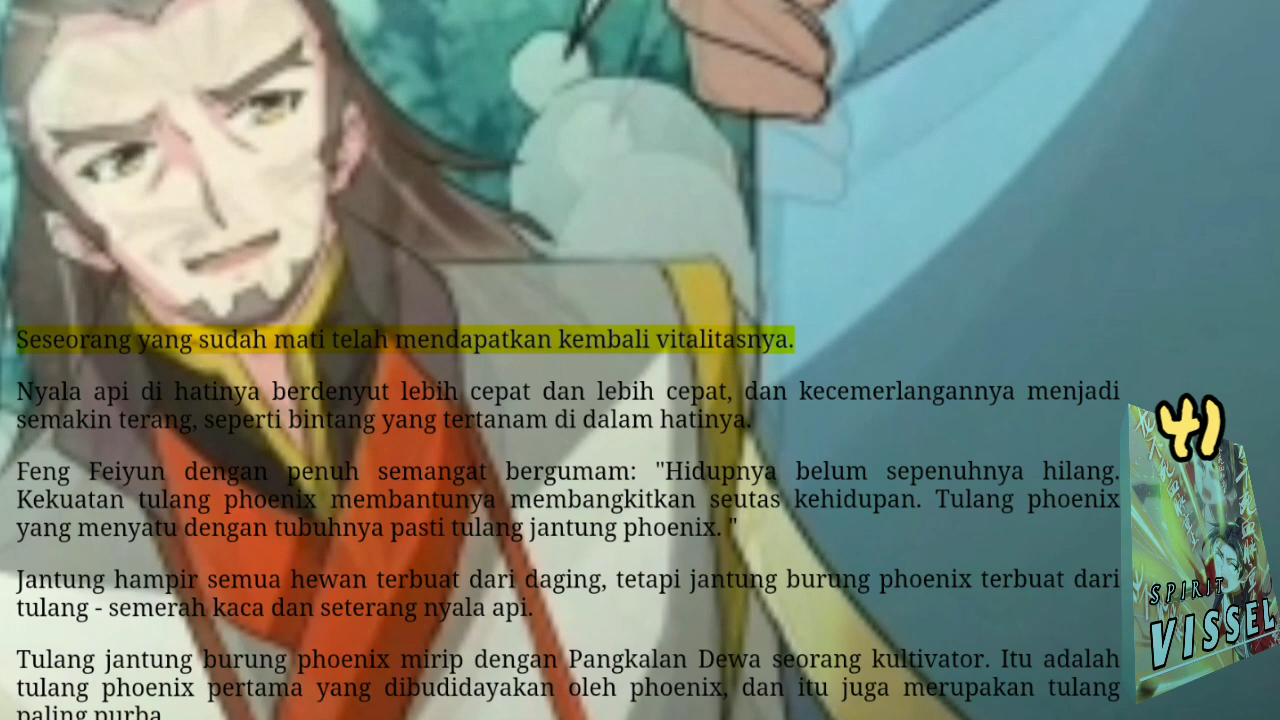 Seseorang yang sudah mati telah mendapatkan kembali vitalitasnya.
Nyala api di hatinya berdenyut lebih cepat dan lebih cepat, dan kecemerlangannya menjadi
semakin terang, seperti bintang yang tertanam di dalam hatinya.
Feng Feiyun dengan penuh semangat bergumam: "Hidupnya belum sepenuhnya hilang.
Kekuatan tulang phoenix membantunya membangkitkan seutas kehidupan. Tulang phoenix
yang menyatu dengan tubuhnya pasti tulang jantung phoenix. "
Jantung hampir semua hewan terbuat dari daging, tetapi jantung burung phoenix terbuat dari
tulang - semerah kaca dan seterang nyala api.
Tulang jantung burung phoenix mirip dengan Pangkalan Dewa seorang kultivator. Itu adalah
tulang phoenix pertama yang dibudidayakan oleh phoenix, dan itu juga merupakan tulang
paling purba.
41
SPIRIT
VISSEL